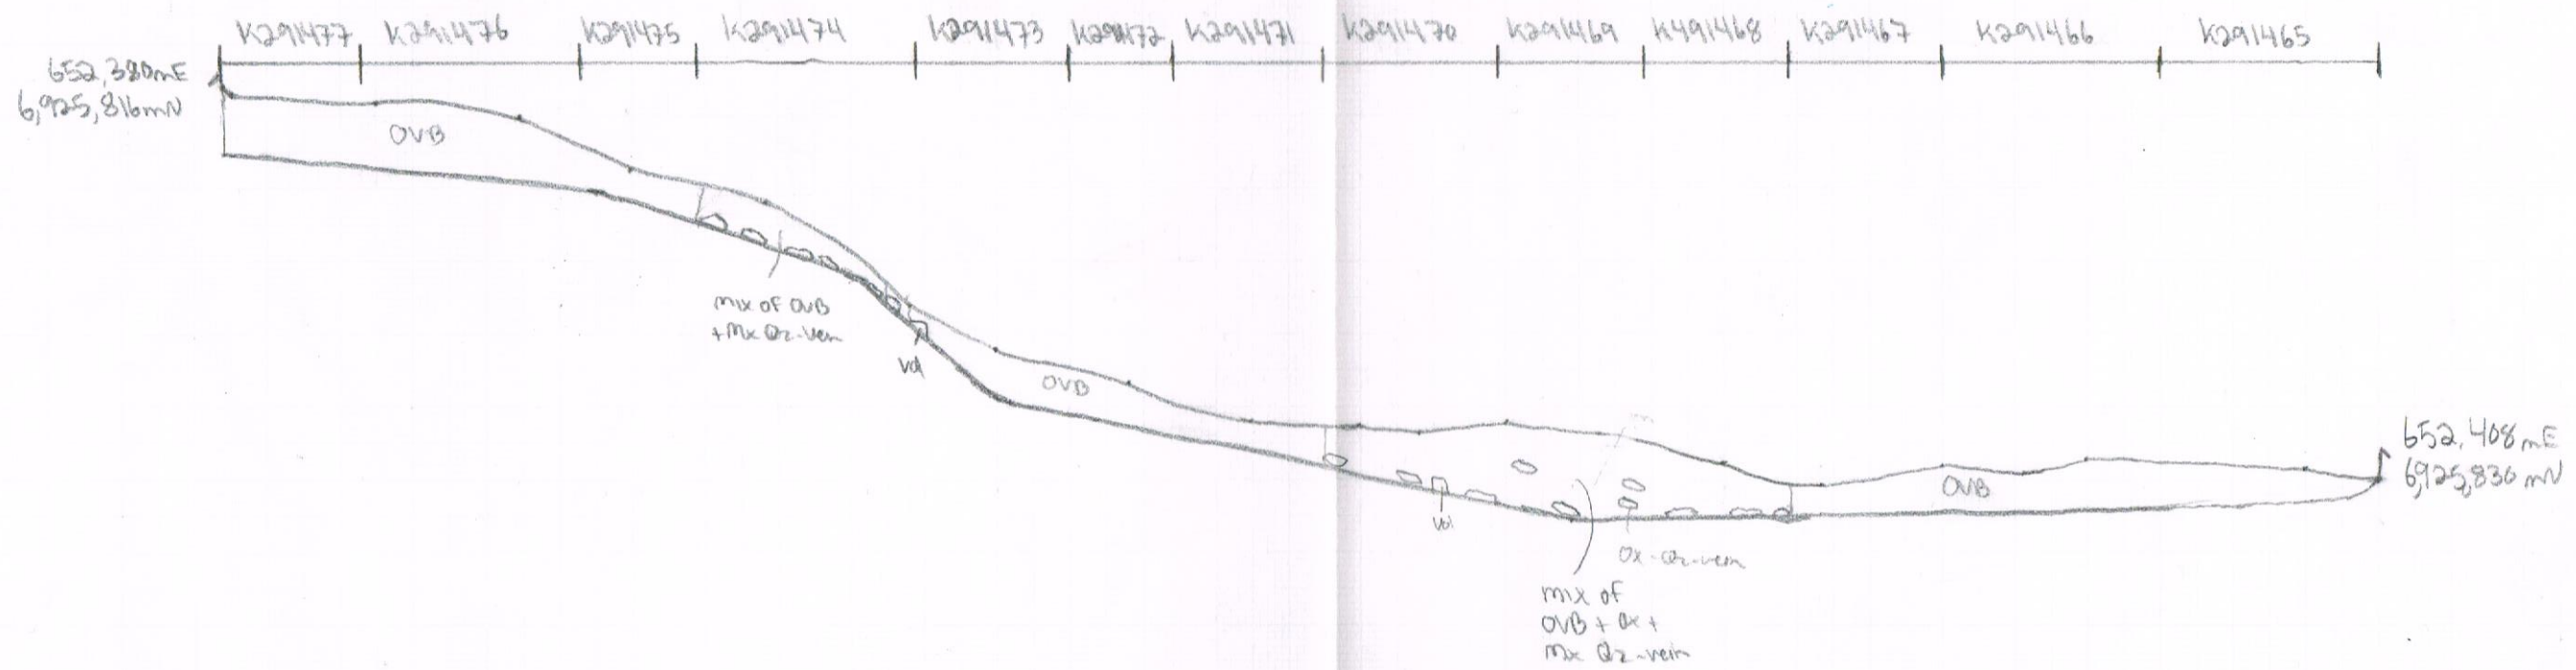 K291477 K291476 K291475 K291474 K291473 K291472 K291471 K291470 K291469 K491468 K291467 K291466 K291465
652,380mE
6,925,816mN
OVB
mix of OVB
+ Mx Qz-vein
Vol
OVB
Vol
Ox-Qz-vein
mix of
OVB + Ox +
Mx Qz-vein
OVB
652,408mE
6,925,830mN